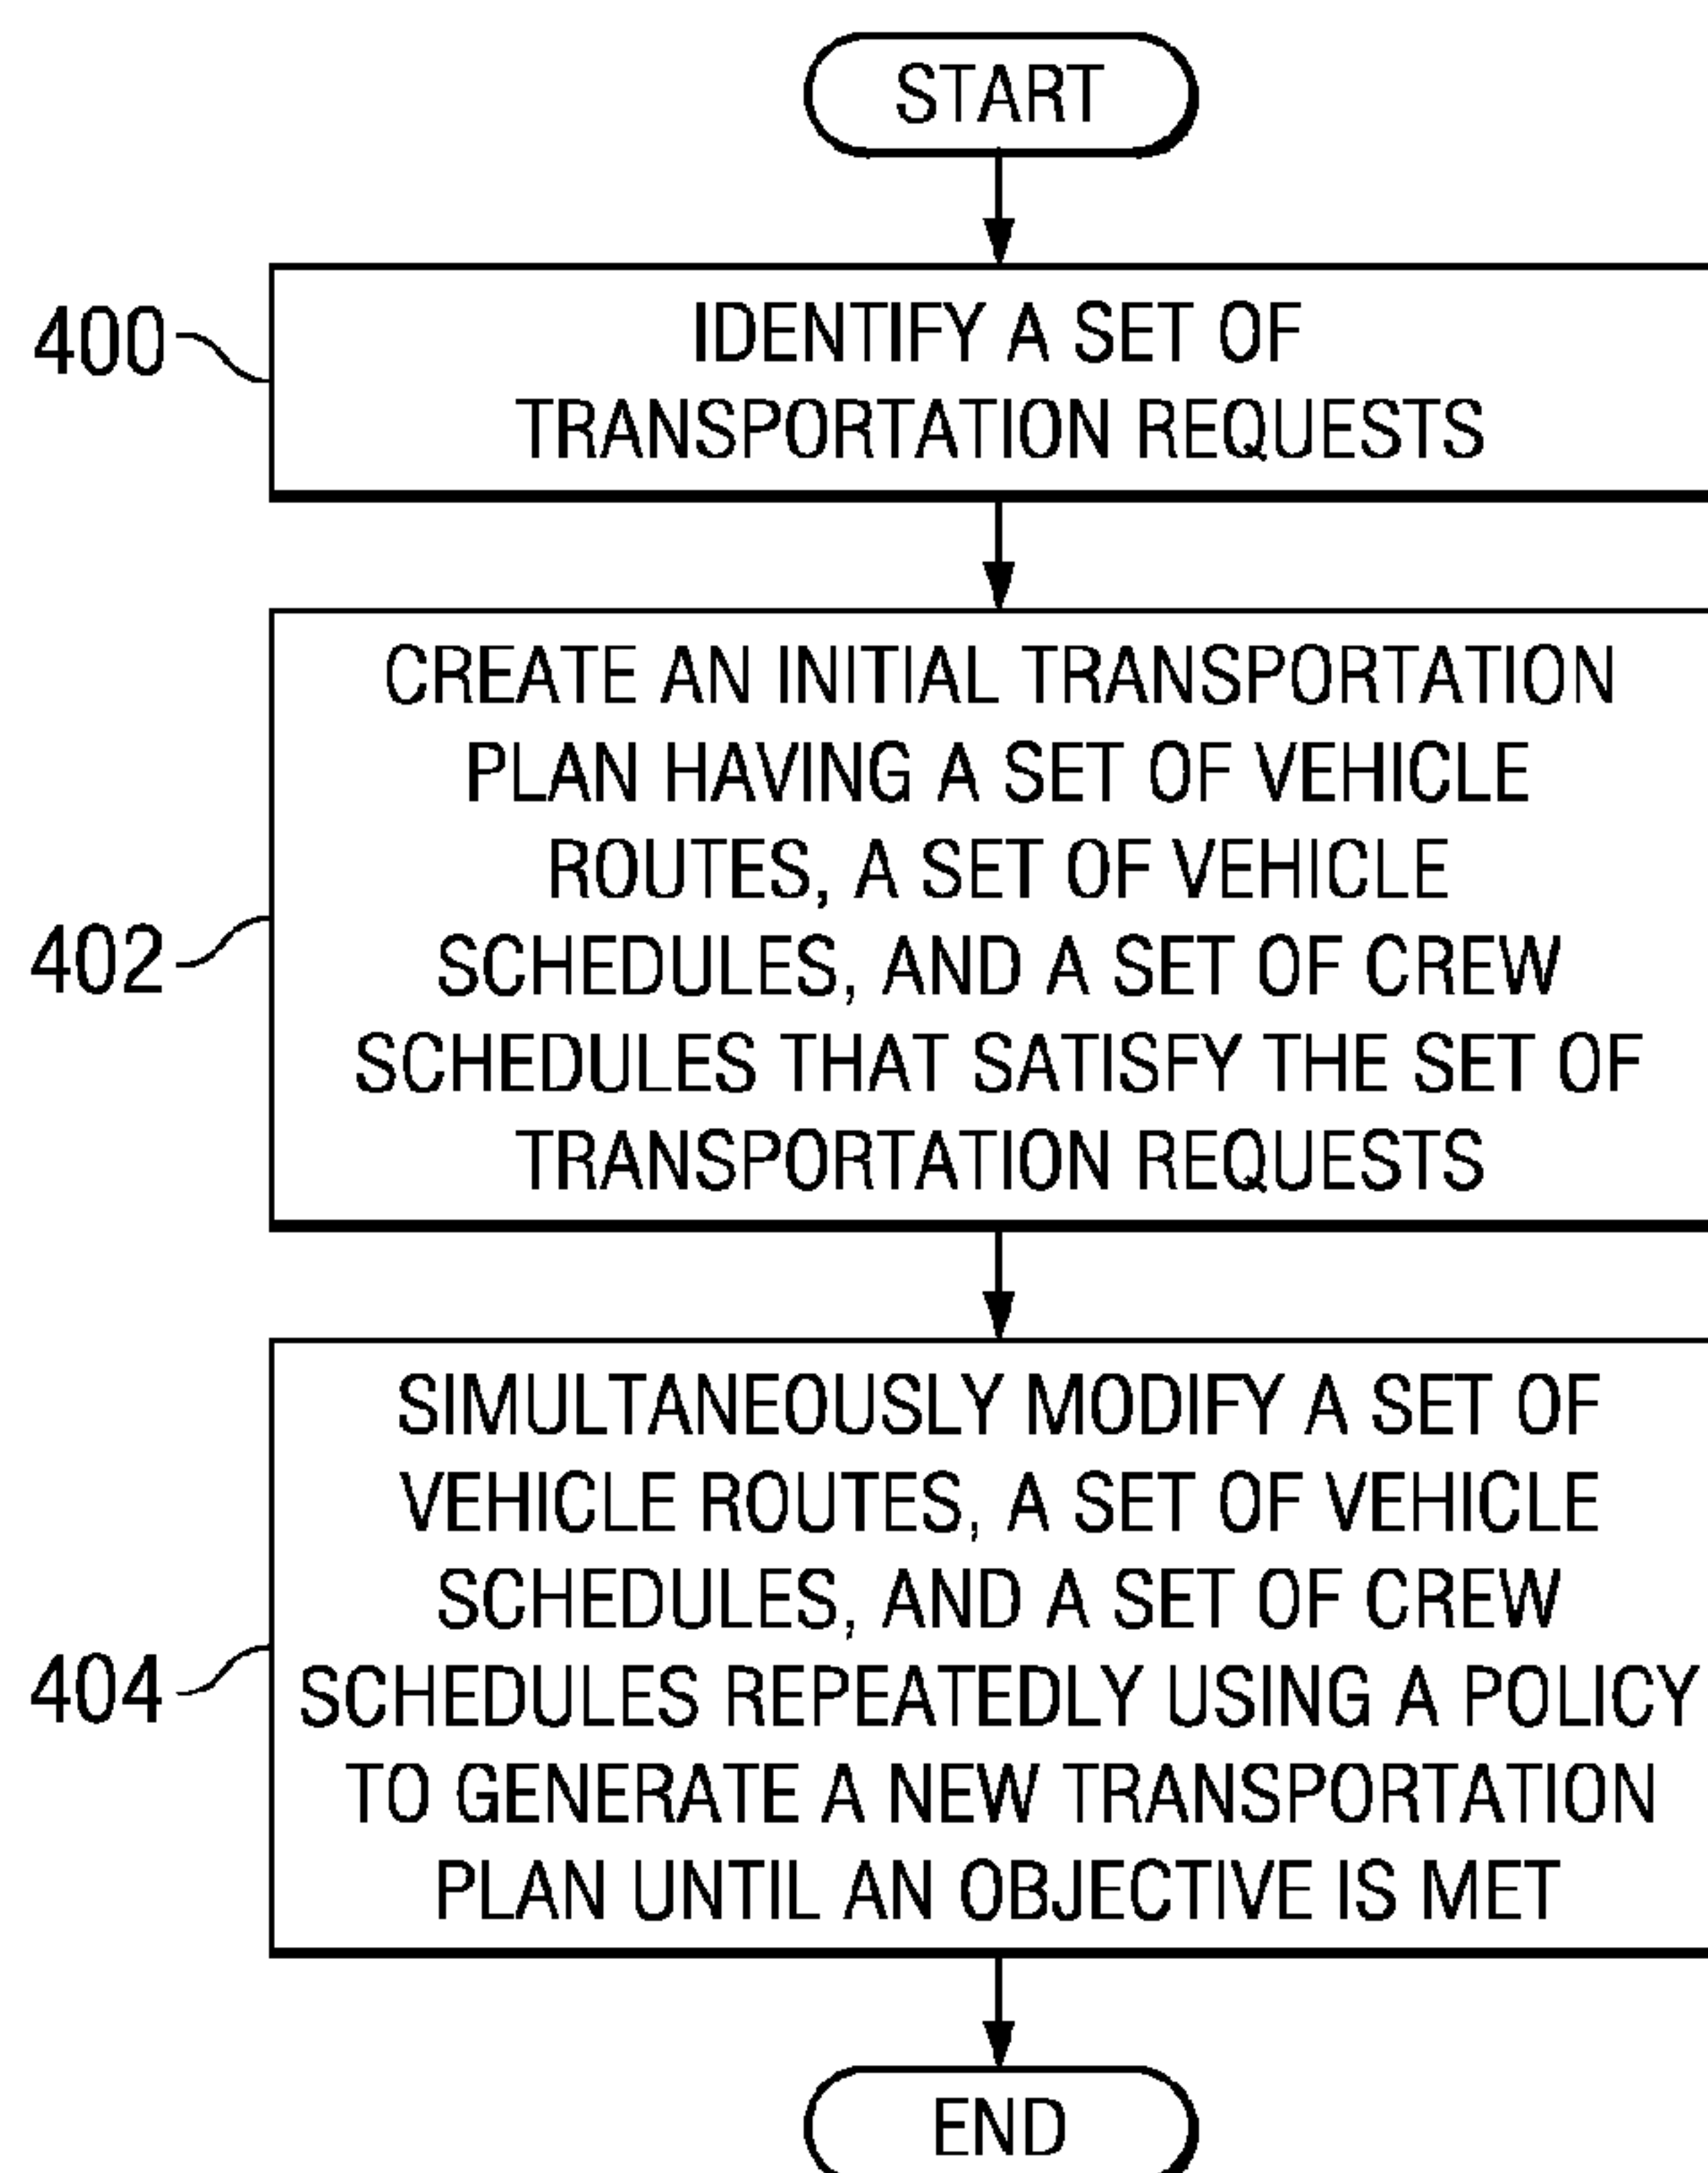 START
400
IDENTIFY A SET OF
TRANSPORTATION REQUESTS
402
CREATE AN INITIAL TRANSPORTATION
PLAN HAVING A SET OF VEHICLE
ROUTES, A SET OF VEHICLE
SCHEDULES, AND A SET OF CREW
SCHEDULES THAT SATISFY THE SET OF
TRANSPORTATION REQUESTS
404
SIMULTANEOUSLY MODIFY A SET OF
VEHICLE ROUTES, A SET OF VEHICLE
SCHEDULES, AND A SET OF CREW
SCHEDULES REPEATEDLY USING A POLICY
TO GENERATE A NEW TRANSPORTATION
PLAN UNTIL AN OBJECTIVE IS MET
END